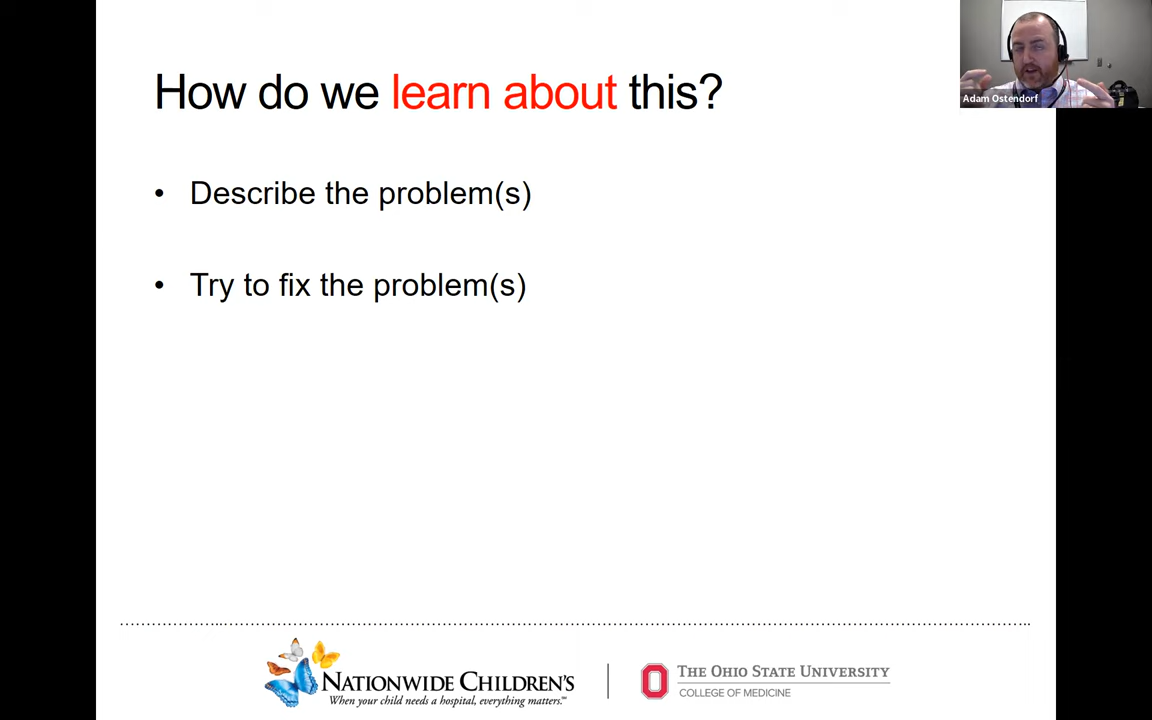 How do we learn about this?
Adam Ostendorf
• Describe the problem(s)
• Try to fix the problem(s)
NATIONWIDE CHILDREN'S
When your child needs a hospital, everything matters.℠
THE OHIO STATE UNIVERSITY
COLLEGE OF MEDICINE